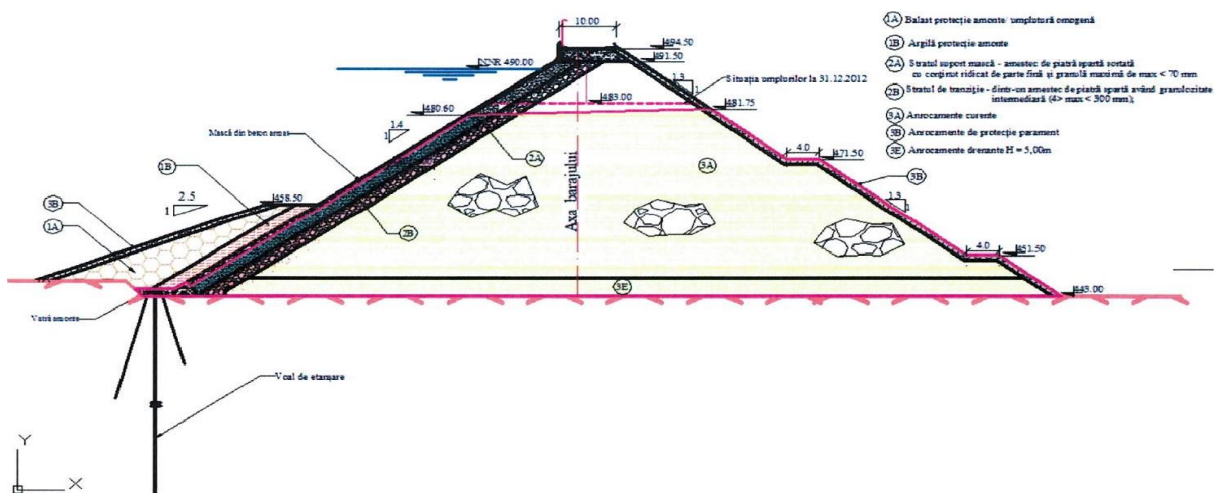 10.00
494.50
491.50
NNR 490.00
1.3
1
Situația umplurilor la 31.12.2012
483.00
481.75
480.60
1.4
1
Mască din beton armat
2A
3A
4.0
471.50
1B
2.5
1
458.50
3B
3B
1A
2B
1.3
1
Axa barajului
4.0
451.50
3E
443.00
Vatră amonte
Voal de etanșare
Y
X
1A Balast protecție amonte/ umplutură omogenă
1B Argilă protecție amonte
2A Stratul suport mască - amestec de piatră spartă sortată
cu conținut ridicat de parte fină și granulă maximă de max < 70 mm
2B Stratul de tranziție - dintr-un amestec de piatră spartă având granulozitate
intermediară (4> max < 300 mm);
3A Anrocamente curente
3B Anrocamente de protecție parament
3E Anrocamente drenante H = 5,00m